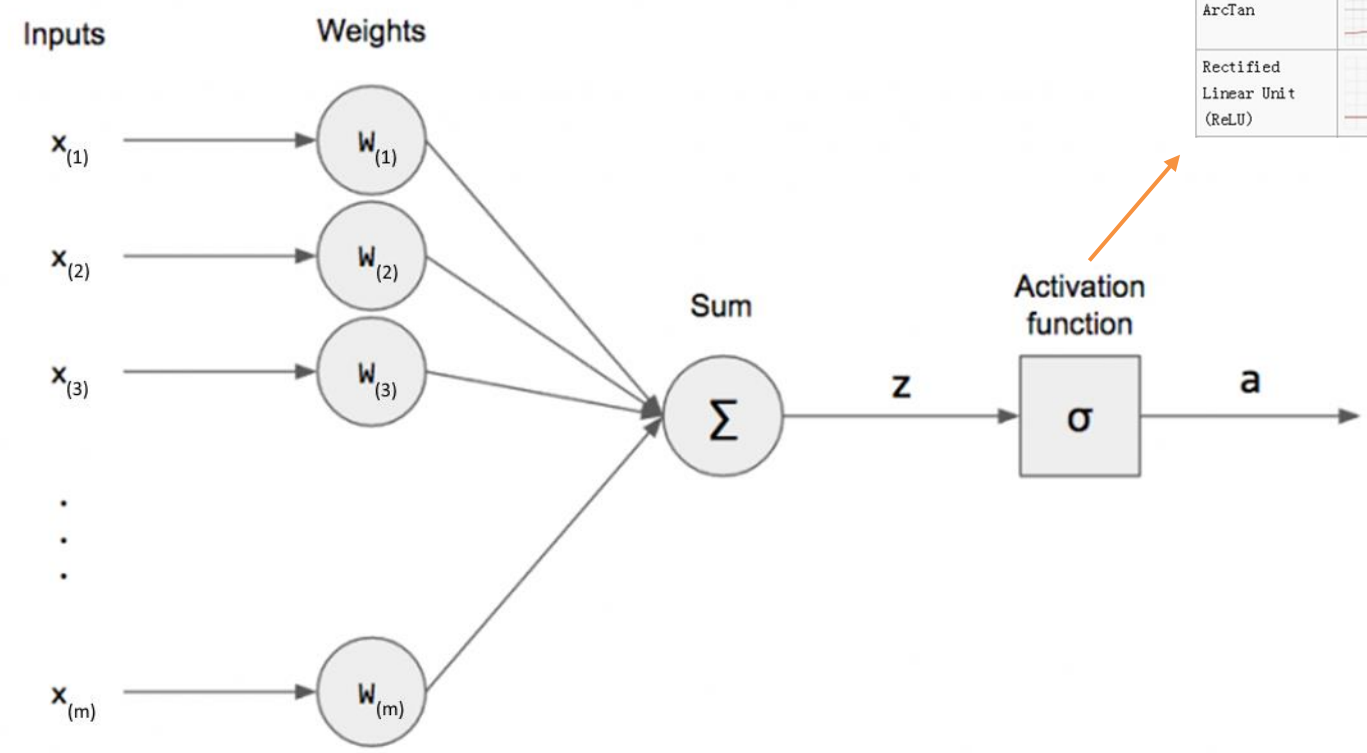 Inputs
Weights
ArcTan
Rectified
Linear Unit
(ReLU)
x(1)
W(1)
x(2)
W(2)
x(3)
W(3)
Sum
Σ
z
Activation
function
σ
a
.
.
.
x(m)
W(m)